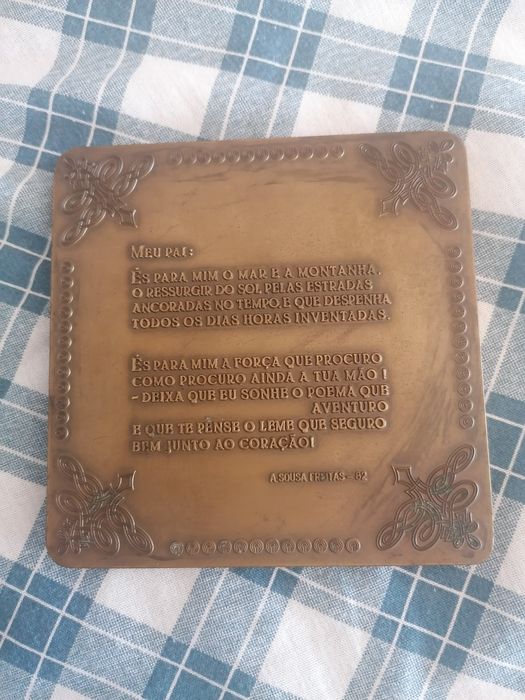 MEU PAI:
ÉS PARA MIM O MAR E A MONTANHA,
O RESSURGIR DO SOL PELAS ESTRADAS
ANCORADAS NO TEMPO E QUE DESPENHA
TODOS OS DIAS HORAS INVENTADAS.
ÉS PARA MIM A FORÇA QUE PROCURO
COMO PROCURO AINDA A TUA MÃO !
- DEIXA QUE EU SONHE O POEMA QUE
AVENTURO
E QUE TE PENSE O LEME QUE SEGURO
BEM JUNTO AO CORAÇÃO!
A SOUSA FREITAS - 82